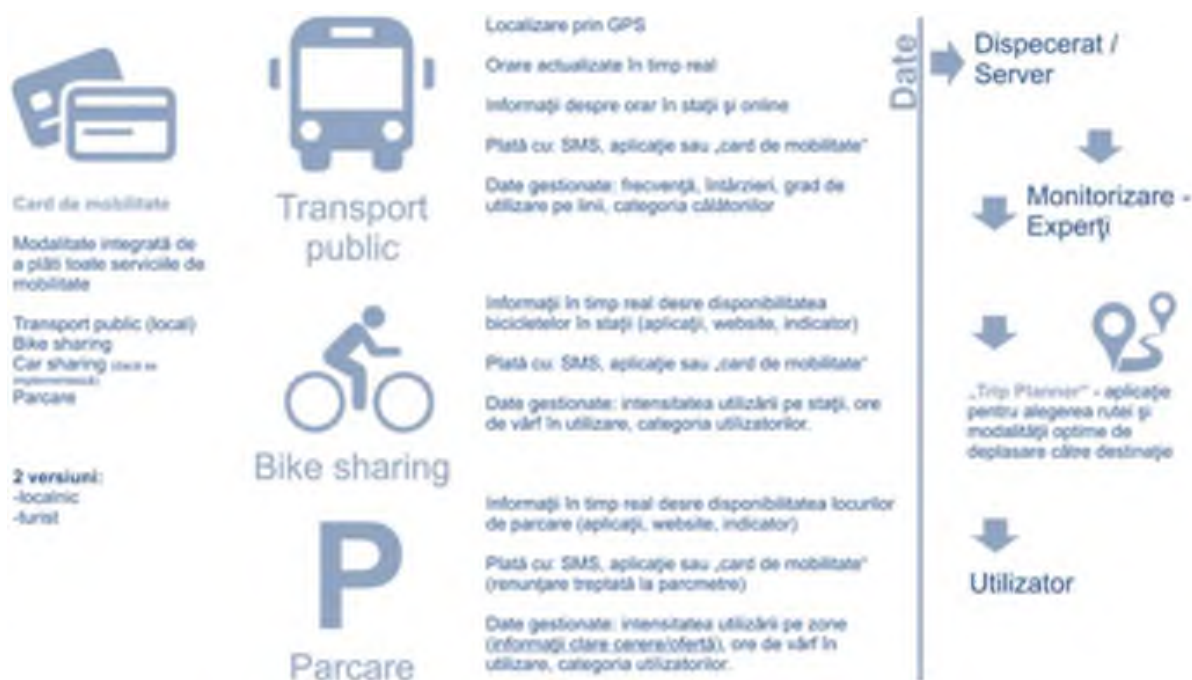 Card de mobilitate
Modalitate integrată de
a plăti toate serviciile de
mobilitate
Transport public (local)
Bike sharing
Car sharing (dacă se
implementează)
Parcare
2 versiuni:
-localnic
-turist
Transport
public
Localizare prin GPS
Orare actualizate în timp real
Informații despre orar în stații și online
Plată cu: SMS, aplicație sau „card de mobilitate"
Date gestionate: frecvență, întârzieri, grad de
utilizare pe linii, categoria călătorilor
Bike sharing
Informații în timp real desre disponibilitatea
bicicletelor în stații (aplicații, website, indicator)
Plată cu: SMS, aplicație sau „card de mobilitate"
Date gestionate: intensitatea utilizării pe stații, ore
de vârf în utilizare, categoria utilizatorilor.
P
Parcare
Informații în timp real desre disponibilitatea locurilor
de parcare (aplicații, website, indicator)
Plată cu: SMS, aplicație sau „card de mobilitate"
(renunțare treptată la parcmetre)
Date gestionate: intensitatea utilizării pe zone
(informații clare cerere/ofertă), ore de vârf în
utilizare, categoria utilizatorilor.
Date
Dispecerat /
Server
Monitorizare -
Experți
„Trip Planner" - aplicație
pentru alegerea rutei și
modalității optime de
deplasare către destinație
Utilizator